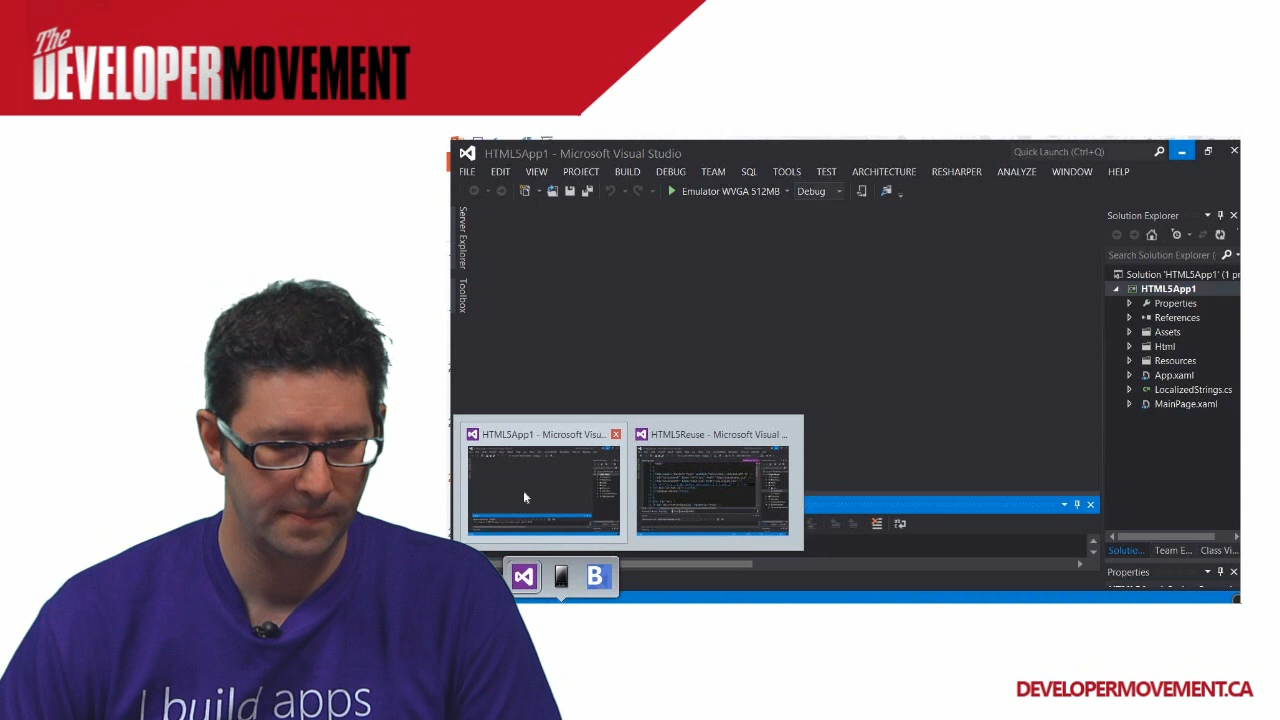 The
DEVELOPERMOVEMENT
HTML5App1 - Microsoft Visual Studio
Quick Launch (Ctrl+Q)
FILE EDIT VIEW PROJECT BUILD DEBUG TEAM SQL TOOLS TEST ARCHITECTURE RESHARPER ANALYZE WINDOW HELP
Emulator WVGA 512MB
Debug
Server Explorer
Toolbox
Solution Explorer
Search Solution Explorer (
Solution 'HTML5App1' (1 pr
HTML5App1
Properties
References
Assets
Html
Resources
App.xaml
LocalizedStrings.cs
MainPage.xaml
HTML5App1 - Microsoft Visu...
HTML5Reuse - Microsoft Visual ...
B
Solutio... Team E... Class Vi...
Properties
I build apps
DEVELOPERMOVEMENT.CA